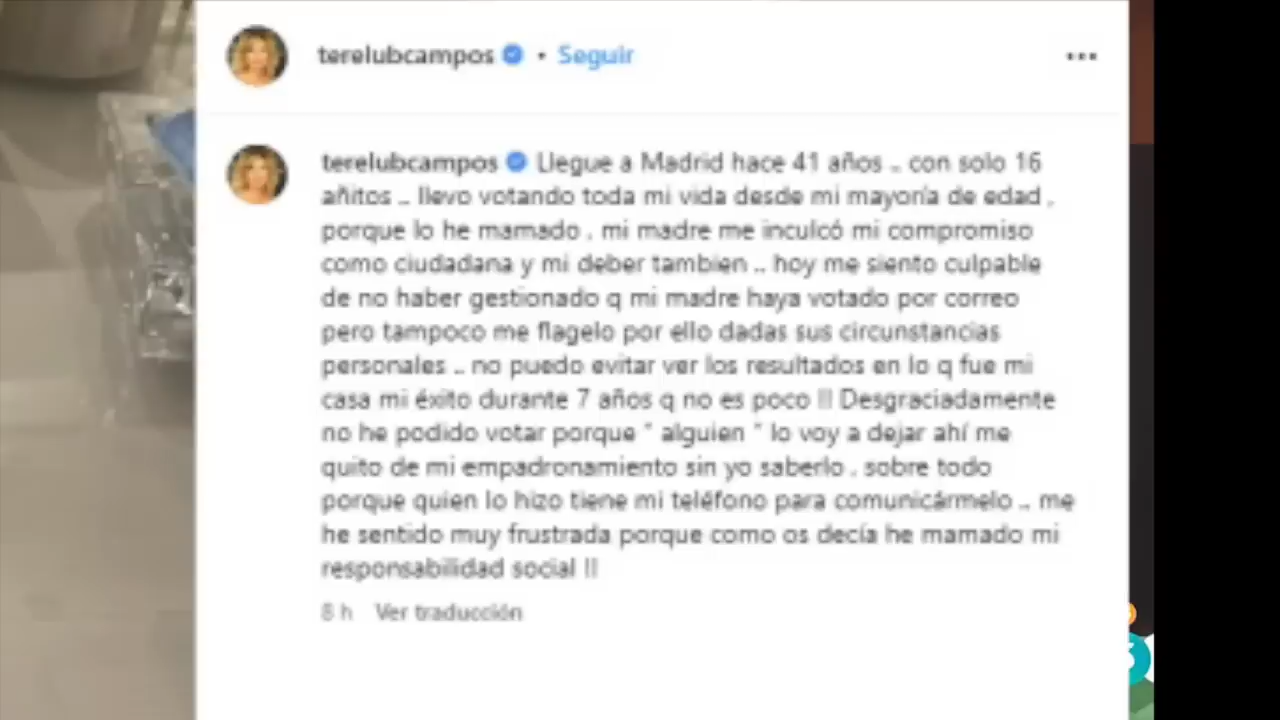 terelubcampos • Seguir
terelubcampos Llegue a Madrid hace 41 años .. con solo 16
añitos .. llevo votando toda mi vida desde mi mayoría de edad ,
porque lo he mamado , mi madre me inculcó mi compromiso
como ciudadana y mi deber tambien .. hoy me siento culpable
de no haber gestionado q mi madre haya votado por correo
pero tampoco me flagelo por ello dadas sus circunstancias
personales .. no puedo evitar ver los resultados en lo q fue mi
casa mi éxito durante 7 años q no es poco !! Desgraciadamente
no he podido votar porque " alguien " lo voy a dejar ahí me
quito de mi empadronamiento sin yo saberlo , sobre todo
porque quien lo hizo tiene mi teléfono para comunicármelo .. me
he sentido muy frustrada porque como os decía he mamado mi
responsabilidad social !!
8 h Ver traducción